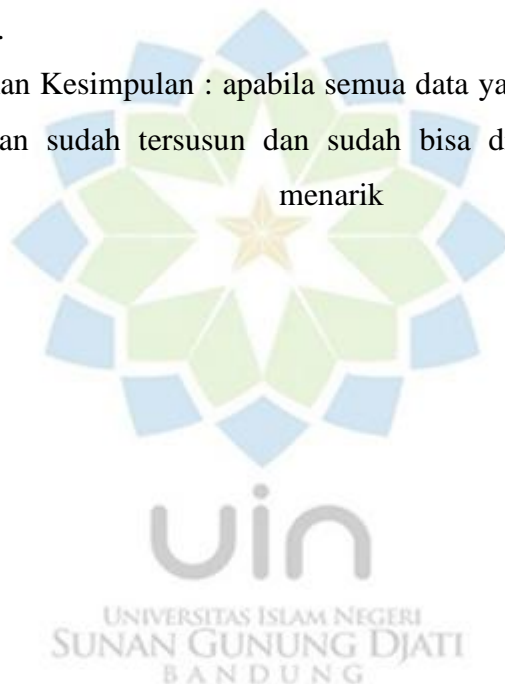 .
an Kesimpulan : apabila semua data ya
an sudah tersusun dan sudah bisa d
menarik
uin
UNIVERSITAS ISLAM NEGERI
SUNAN GUNUNG DJATI
BANDUNG